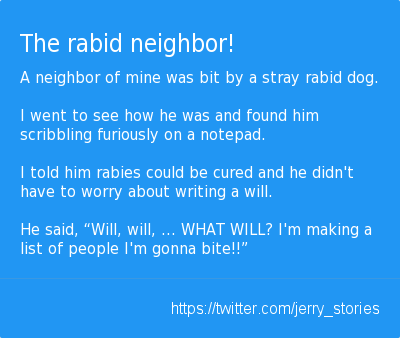 The rabid neighbor!
A neighbor of mine was bit by a stray rabid dog.
I went to see how he was and found him
scribbling furiously on a notepad.
I told him rabies could be cured and he didn't
have to worry about writing a will.
He said, “Will, will, ... WHAT WILL? I'm making a
list of people I'm gonna bite!!”
https://twitter.com/jerry_stories